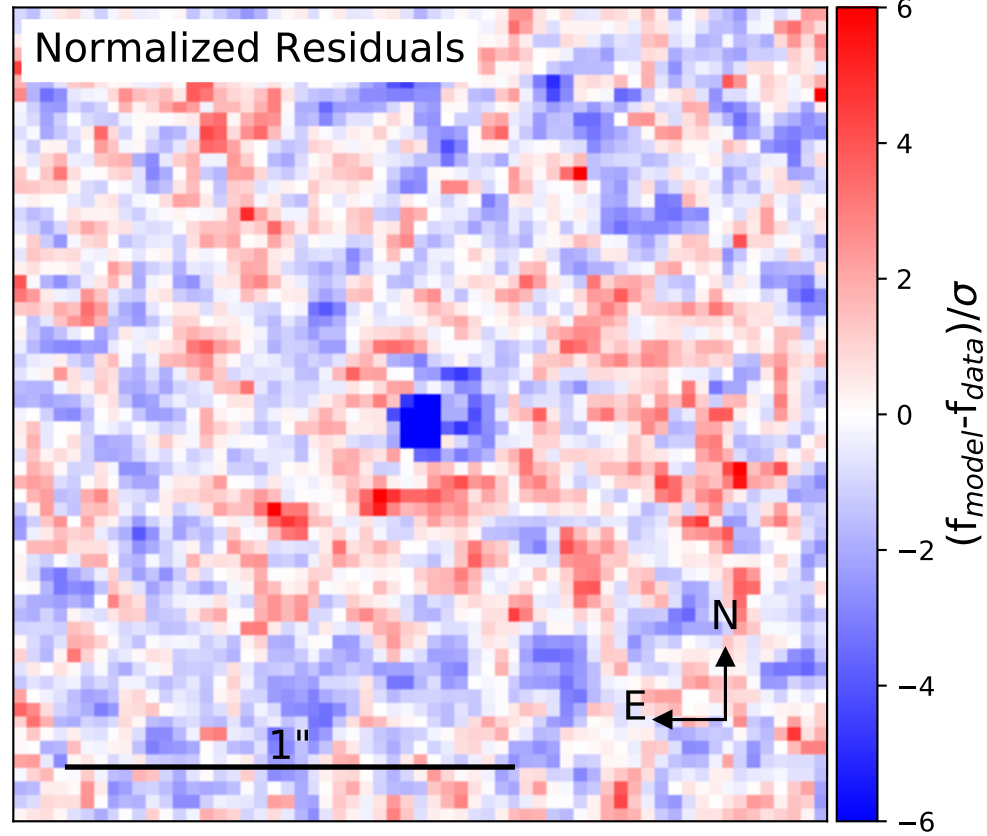 Normalized Residuals
N
E
1"
6
4
2
0
−2
−4
−6
(f_model-f_data)/σ